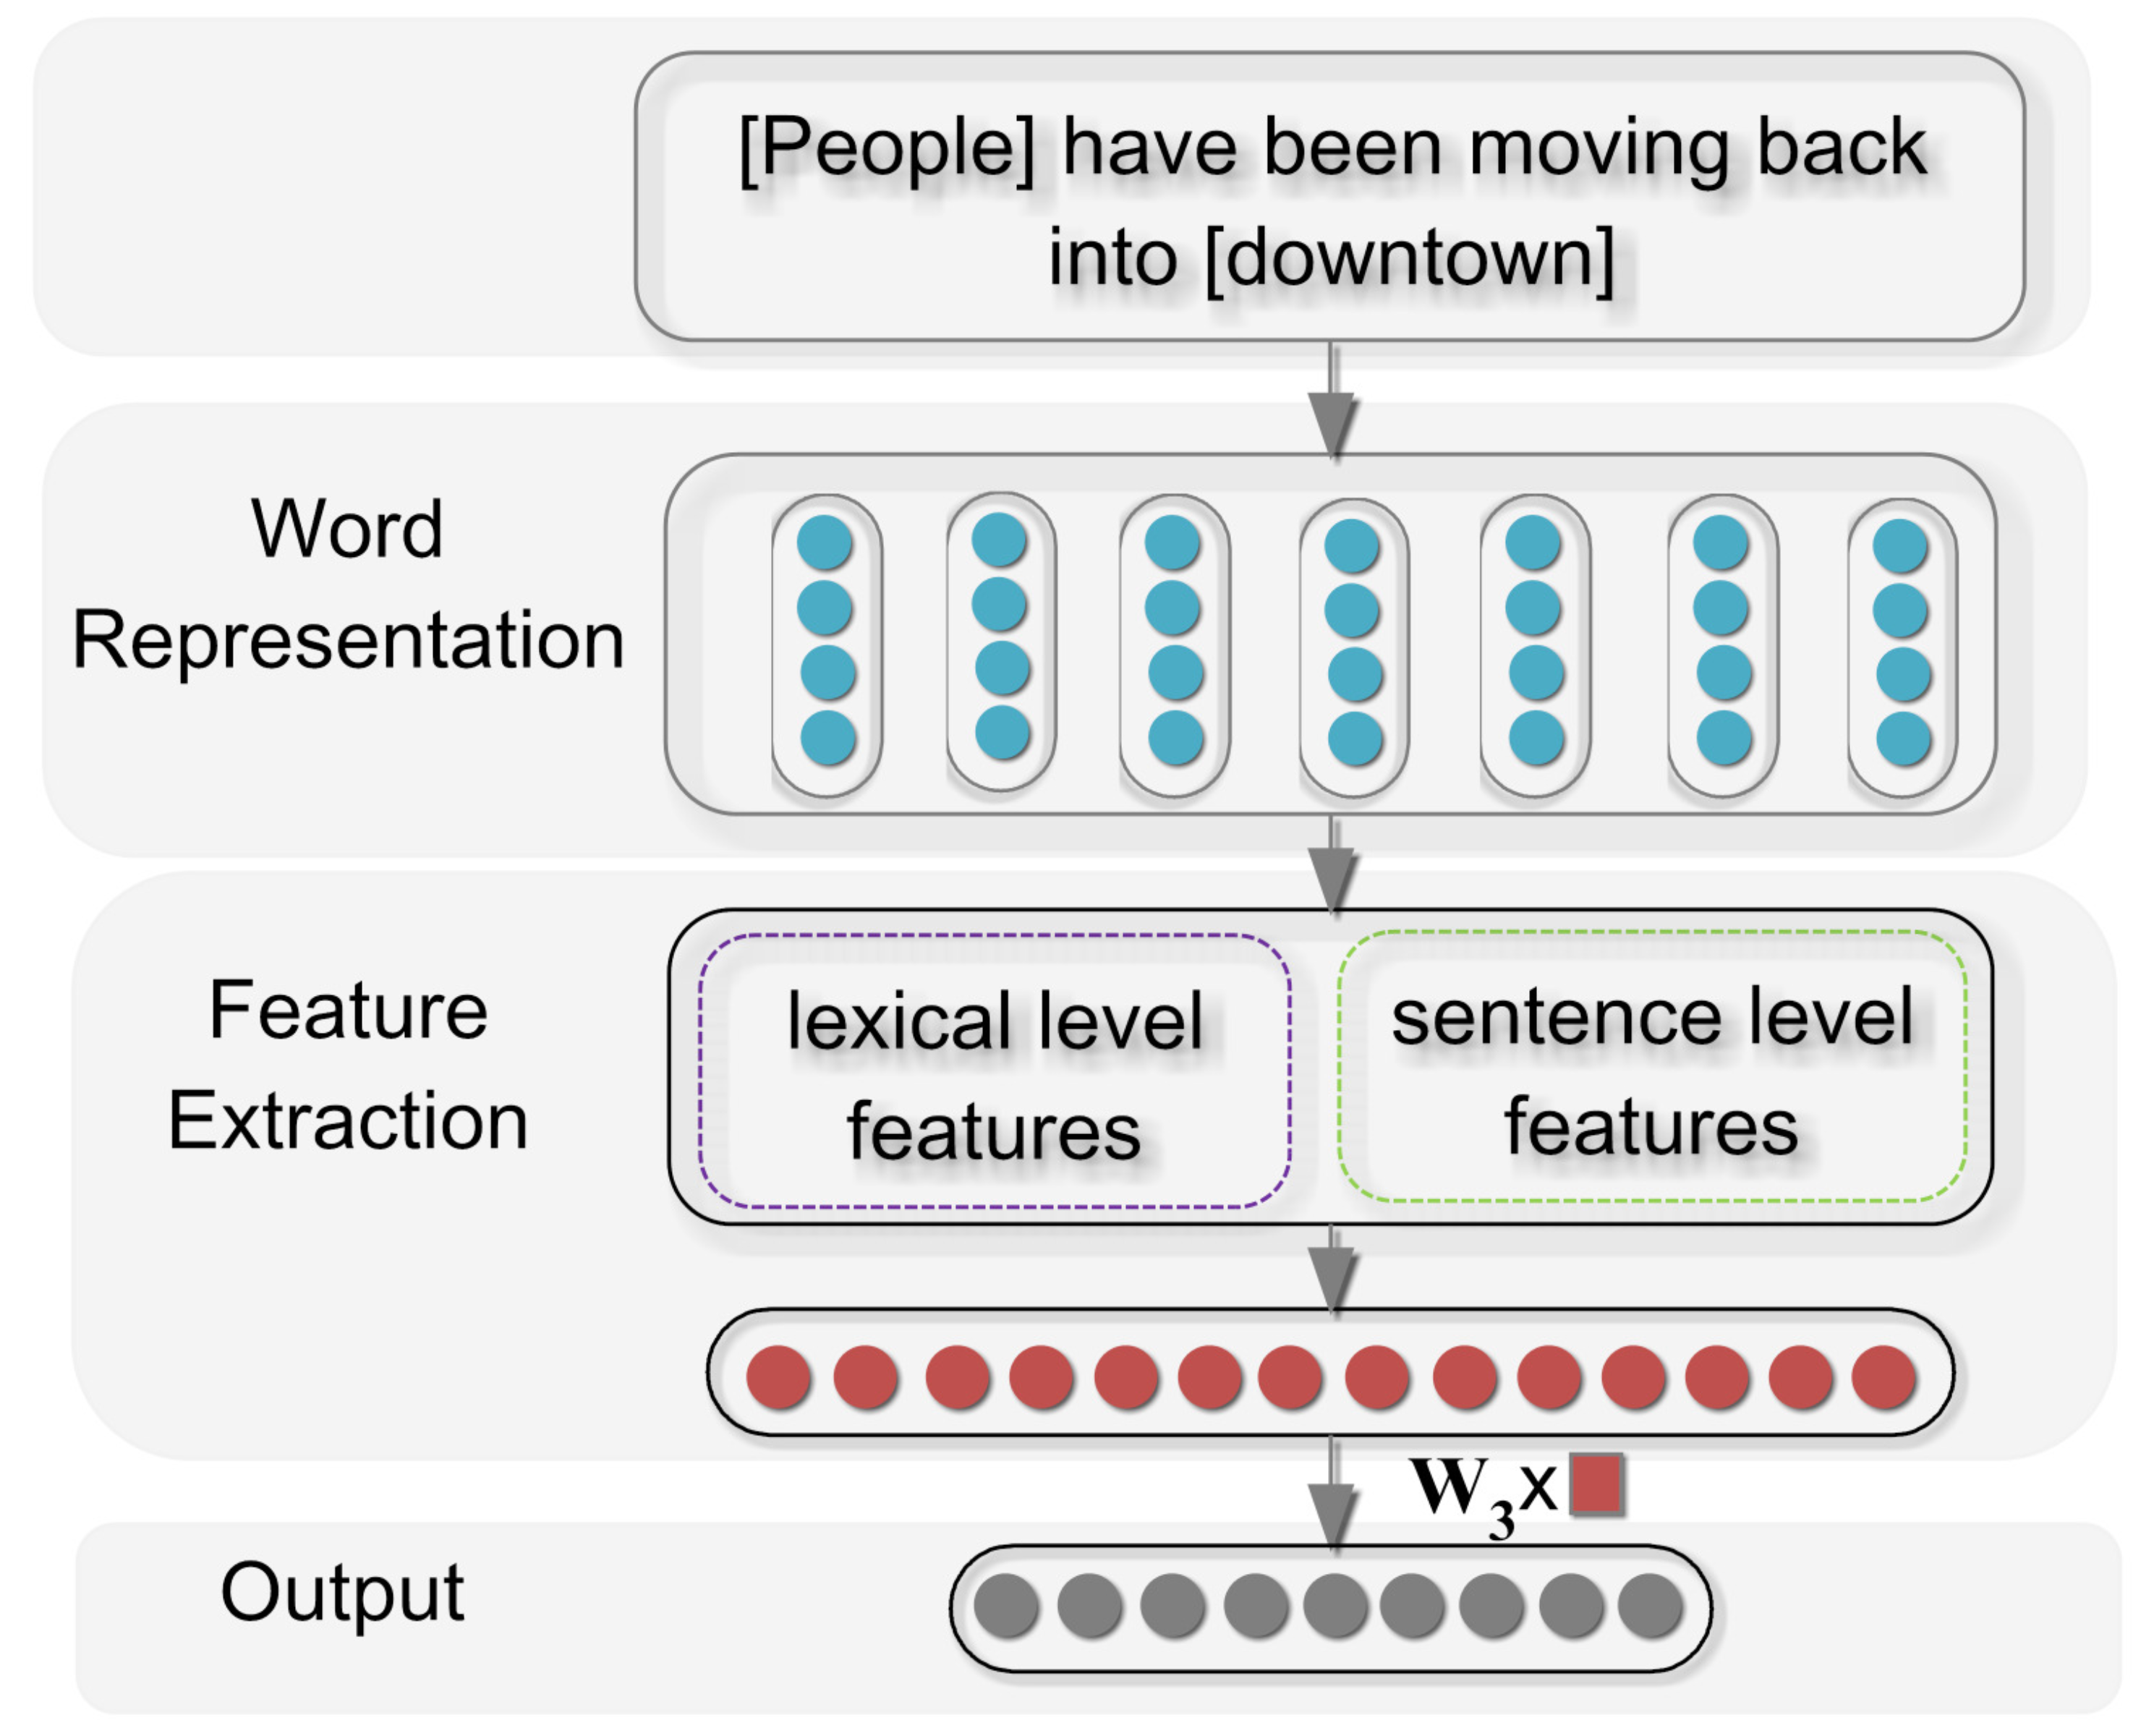 [People] have been moving back
into [downtown]
Word
Representation
Feature
Extraction
lexical level
features
sentence level
features
W3x
Output